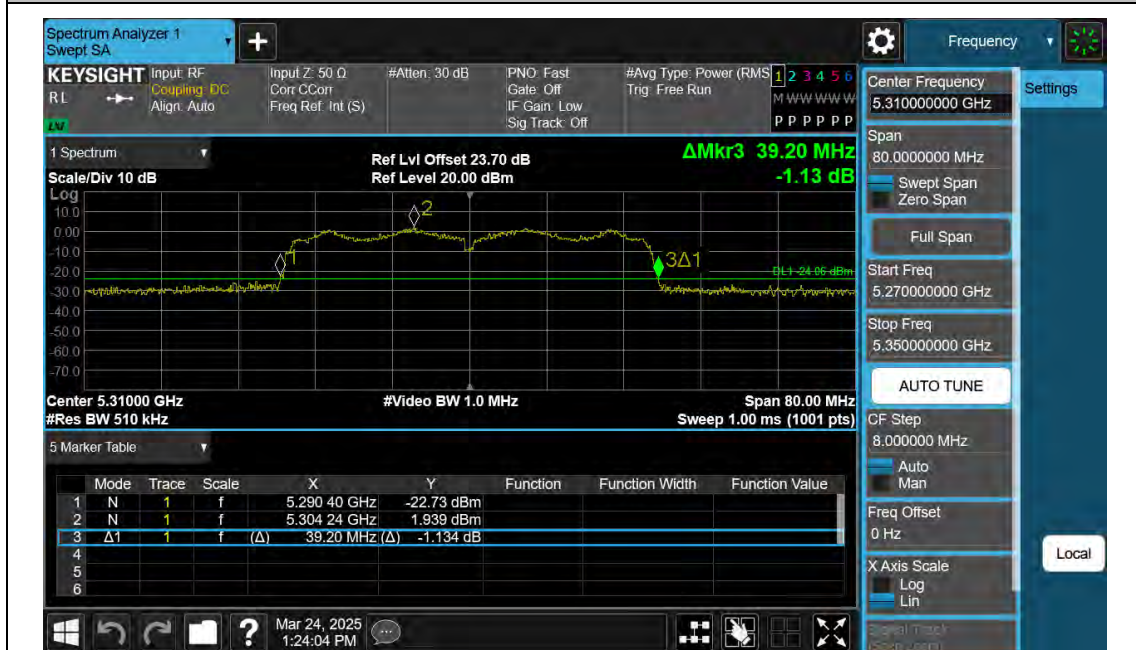 Spectrum Analyzer 1
Swept SA
+
Frequency
KEYSIGHT Input: RF Input Z: 50 Ω #Atten: 30 dB PNO: Fast #Avg Type: Power (RMS 1 2 3 4 5 6
RL Coupling: DC Corr CCorr Gate: Off Trig: Free Run M W W W W W
Align: Auto Freq Ref: Int (S) IF Gain: Low
LXI Sig Track: Off P P P P P P
Center Frequency
5.310000000 GHz
Settings
Span
80.0000000 MHz
Swept Span
Zero Span
Full Span
Start Freq
5.270000000 GHz
Stop Freq
5.350000000 GHz
AUTO TUNE
CF Step
8.000000 MHz
Auto
Man
Freq Offset
0 Hz
X Axis Scale
Log
Lin
Local
1 Spectrum
Scale/Div 10 dB
Ref Lvl Offset 23.70 dB
Ref Level 20.00 dBm
ΔMkr3 39.20 MHz
-1.13 dB
Log
10.0
0.00
-10.0
-20.0
-30.0
-40.0
-50.0
-60.0
-70.0
1
2
3Δ1
DL1 -24.06 dBm
Center 5.31000 GHz #Video BW 1.0 MHz Span 80.00 MHz
#Res BW 510 kHz Sweep 1.00 ms (1001 pts)
5 Marker Table
Mode Trace Scale X Y Function Function Width Function Value
1 N 1 f 5.290 40 GHz -22.73 dBm
2 N 1 f 5.304 24 GHz 1.939 dBm
3 Δ1 1 f (Δ) 39.20 MHz (Δ) -1.134 dB
4
5
6
?
Mar 24, 2025
1:24:04 PM